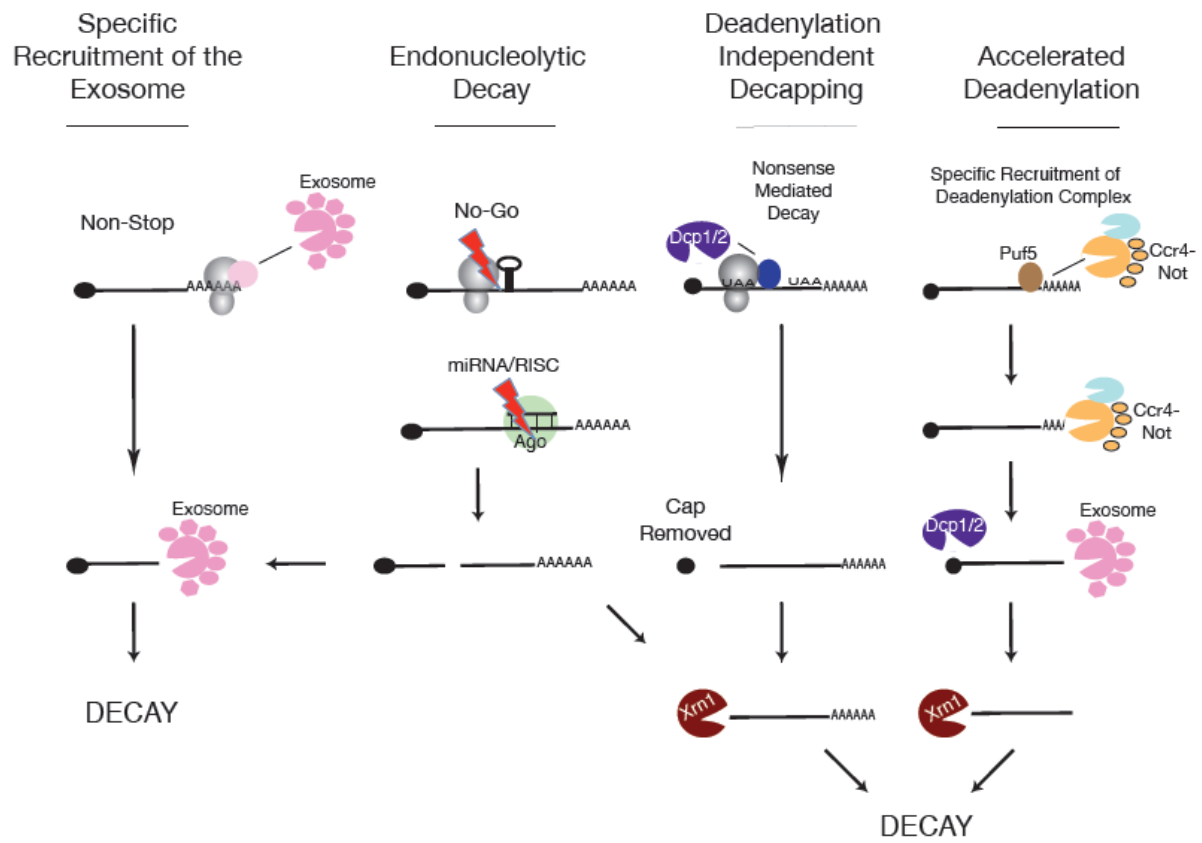 Specific
Recruitment of the
Exosome
Endonucleolytic
Decay
Deadenylation
Independent
Decapping
Accelerated
Deadenylation
Non-Stop
Exosome
AAAAAA
No-Go
AAAAAA
miRNA/RISC
Ago
AAAAAA
Nonsense
Mediated
Decay
Dcp1/2
UAA
UAA
AAAAAA
Specific Recruitment of
Deadenylation Complex
Puf5
Ccr4-
Not
AAAAAA
AAA
Ccr4-
Not
Exosome
AAAAAA
Cap
Removed
AAAAAA
Dcp1/2
Exosome
DECAY
Xrn1
AAAAAA
Xrn1
DECAY